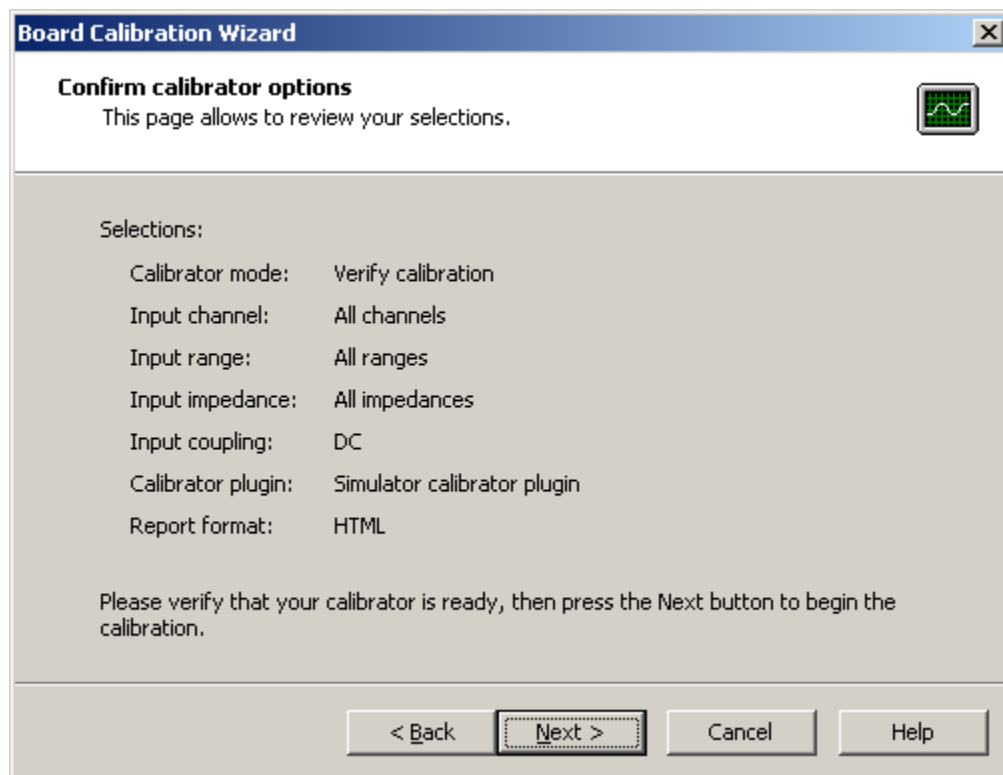 Board Calibration Wizard
Confirm calibrator options
This page allows to review your selections.
Selections:
Calibrator mode: Verify calibration
Input channel: All channels
Input range: All ranges
Input impedance: All impedances
Input coupling: DC
Calibrator plugin: Simulator calibrator plugin
Report format: HTML
Please verify that your calibrator is ready, then press the Next button to begin the
calibration.
< Back Next > Cancel Help